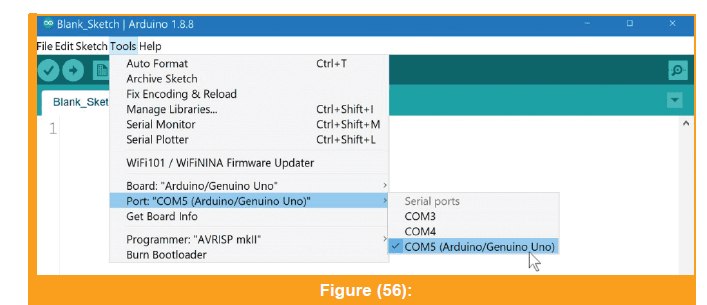 Blank_Sketch | Arduino 1.8.8
File Edit Sketch Tools Help
Blank_Sket
1
Auto Format Ctrl+T
Archive Sketch
Fix Encoding & Reload
Manage Libraries... Ctrl+Shift+I
Serial Monitor Ctrl+Shift+M
Serial Plotter Ctrl+Shift+L
WiFi101 / WiFiNINA Firmware Updater
Board: "Arduino/Genuino Uno"
Port: "COM5 (Arduino/Genuino Uno)"
Get Board Info
Programmer: "AVRISP mkII"
Burn Bootloader
Serial ports
COM3
COM4
COM5 (Arduino/Genuino Uno)
Figure (56):